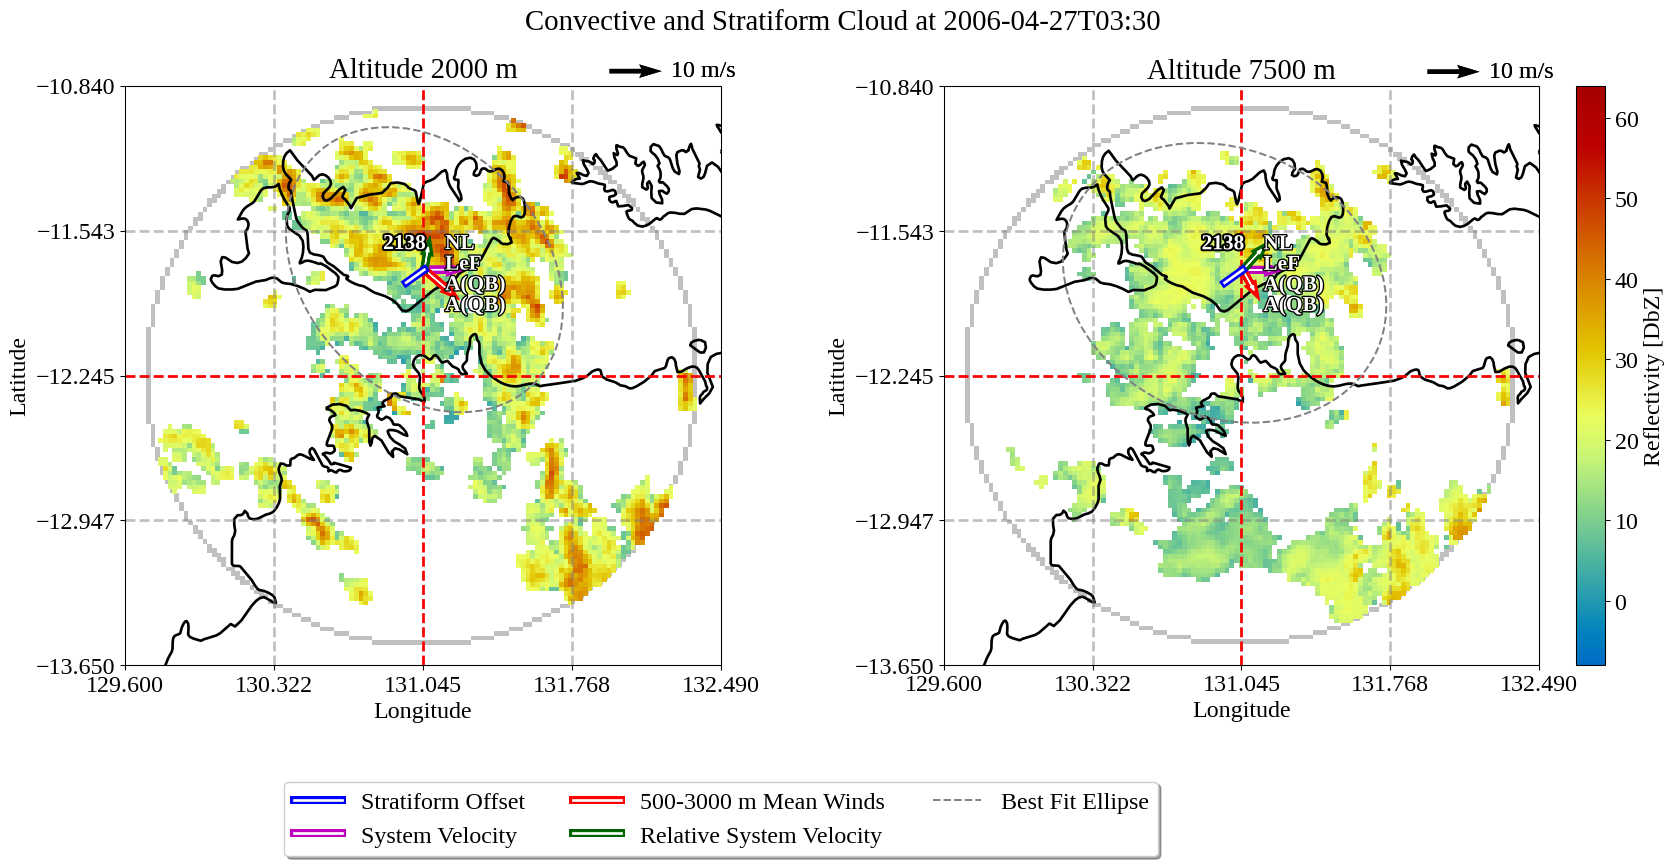 Convective and Stratiform Cloud at 2006-04-27T03:30
Altitude 2000 m
10 m/s
−10.840
−11.543
−12.245
−12.947
−13.650
Latitude
2138
NL
LeF
A(QB)
A(QB)
129.600
130.322
131.045
131.768
132.490
Longitude
Altitude 7500 m
10 m/s
−10.840
−11.543
−12.245
−12.947
−13.650
Latitude
2138
NL
LeF
A(QB)
A(QB)
129.600
130.322
131.045
131.768
132.490
Longitude
60
50
40
30
20
10
0
Reflectivity [DbZ]
Stratiform Offset
System Velocity
500-3000 m Mean Winds
Relative System Velocity
Best Fit Ellipse